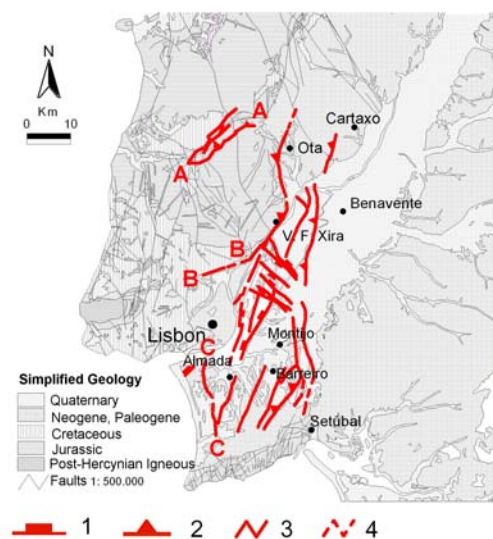 N
Km
0 10
A
A
Cartaxo
Ota
Benavente
V. F. Xira
B
B
Lisbon
Montijo
C
Almada
Barreiro
Setúbal
C
Simplified Geology
Quaternary
Neogene, Paleogene
Cretaceous
Jurassic
Post-Hercynian Igneous
Faults 1: 500.000
1 2 3 4